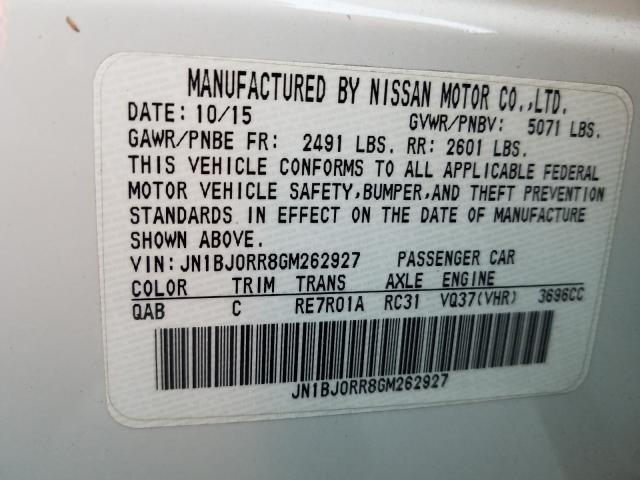 MANUFACTURED BY NISSAN MOTOR CO.,LTD.
DATE: 10/15 GVWR/PNBV: 5071 LBS.
GAWR/PNBE FR: 2491 LBS. RR: 2601 LBS.
THIS VEHICLE CONFORMS TO ALL APPLICABLE FEDERAL
MOTOR VEHICLE SAFETY,BUMPER,AND THEFT PREVENTION
STANDARDS IN EFFECT ON THE DATE OF MANUFACTURE
SHOWN ABOVE.
VIN: JN1BJ0RR8GM262927 PASSENGER CAR
COLOR TRIM TRANS AXLE ENGINE
QAB C RE7R01A RC31 VQ37(VHR) 3696CC
JN1BJ0RR8GM262927